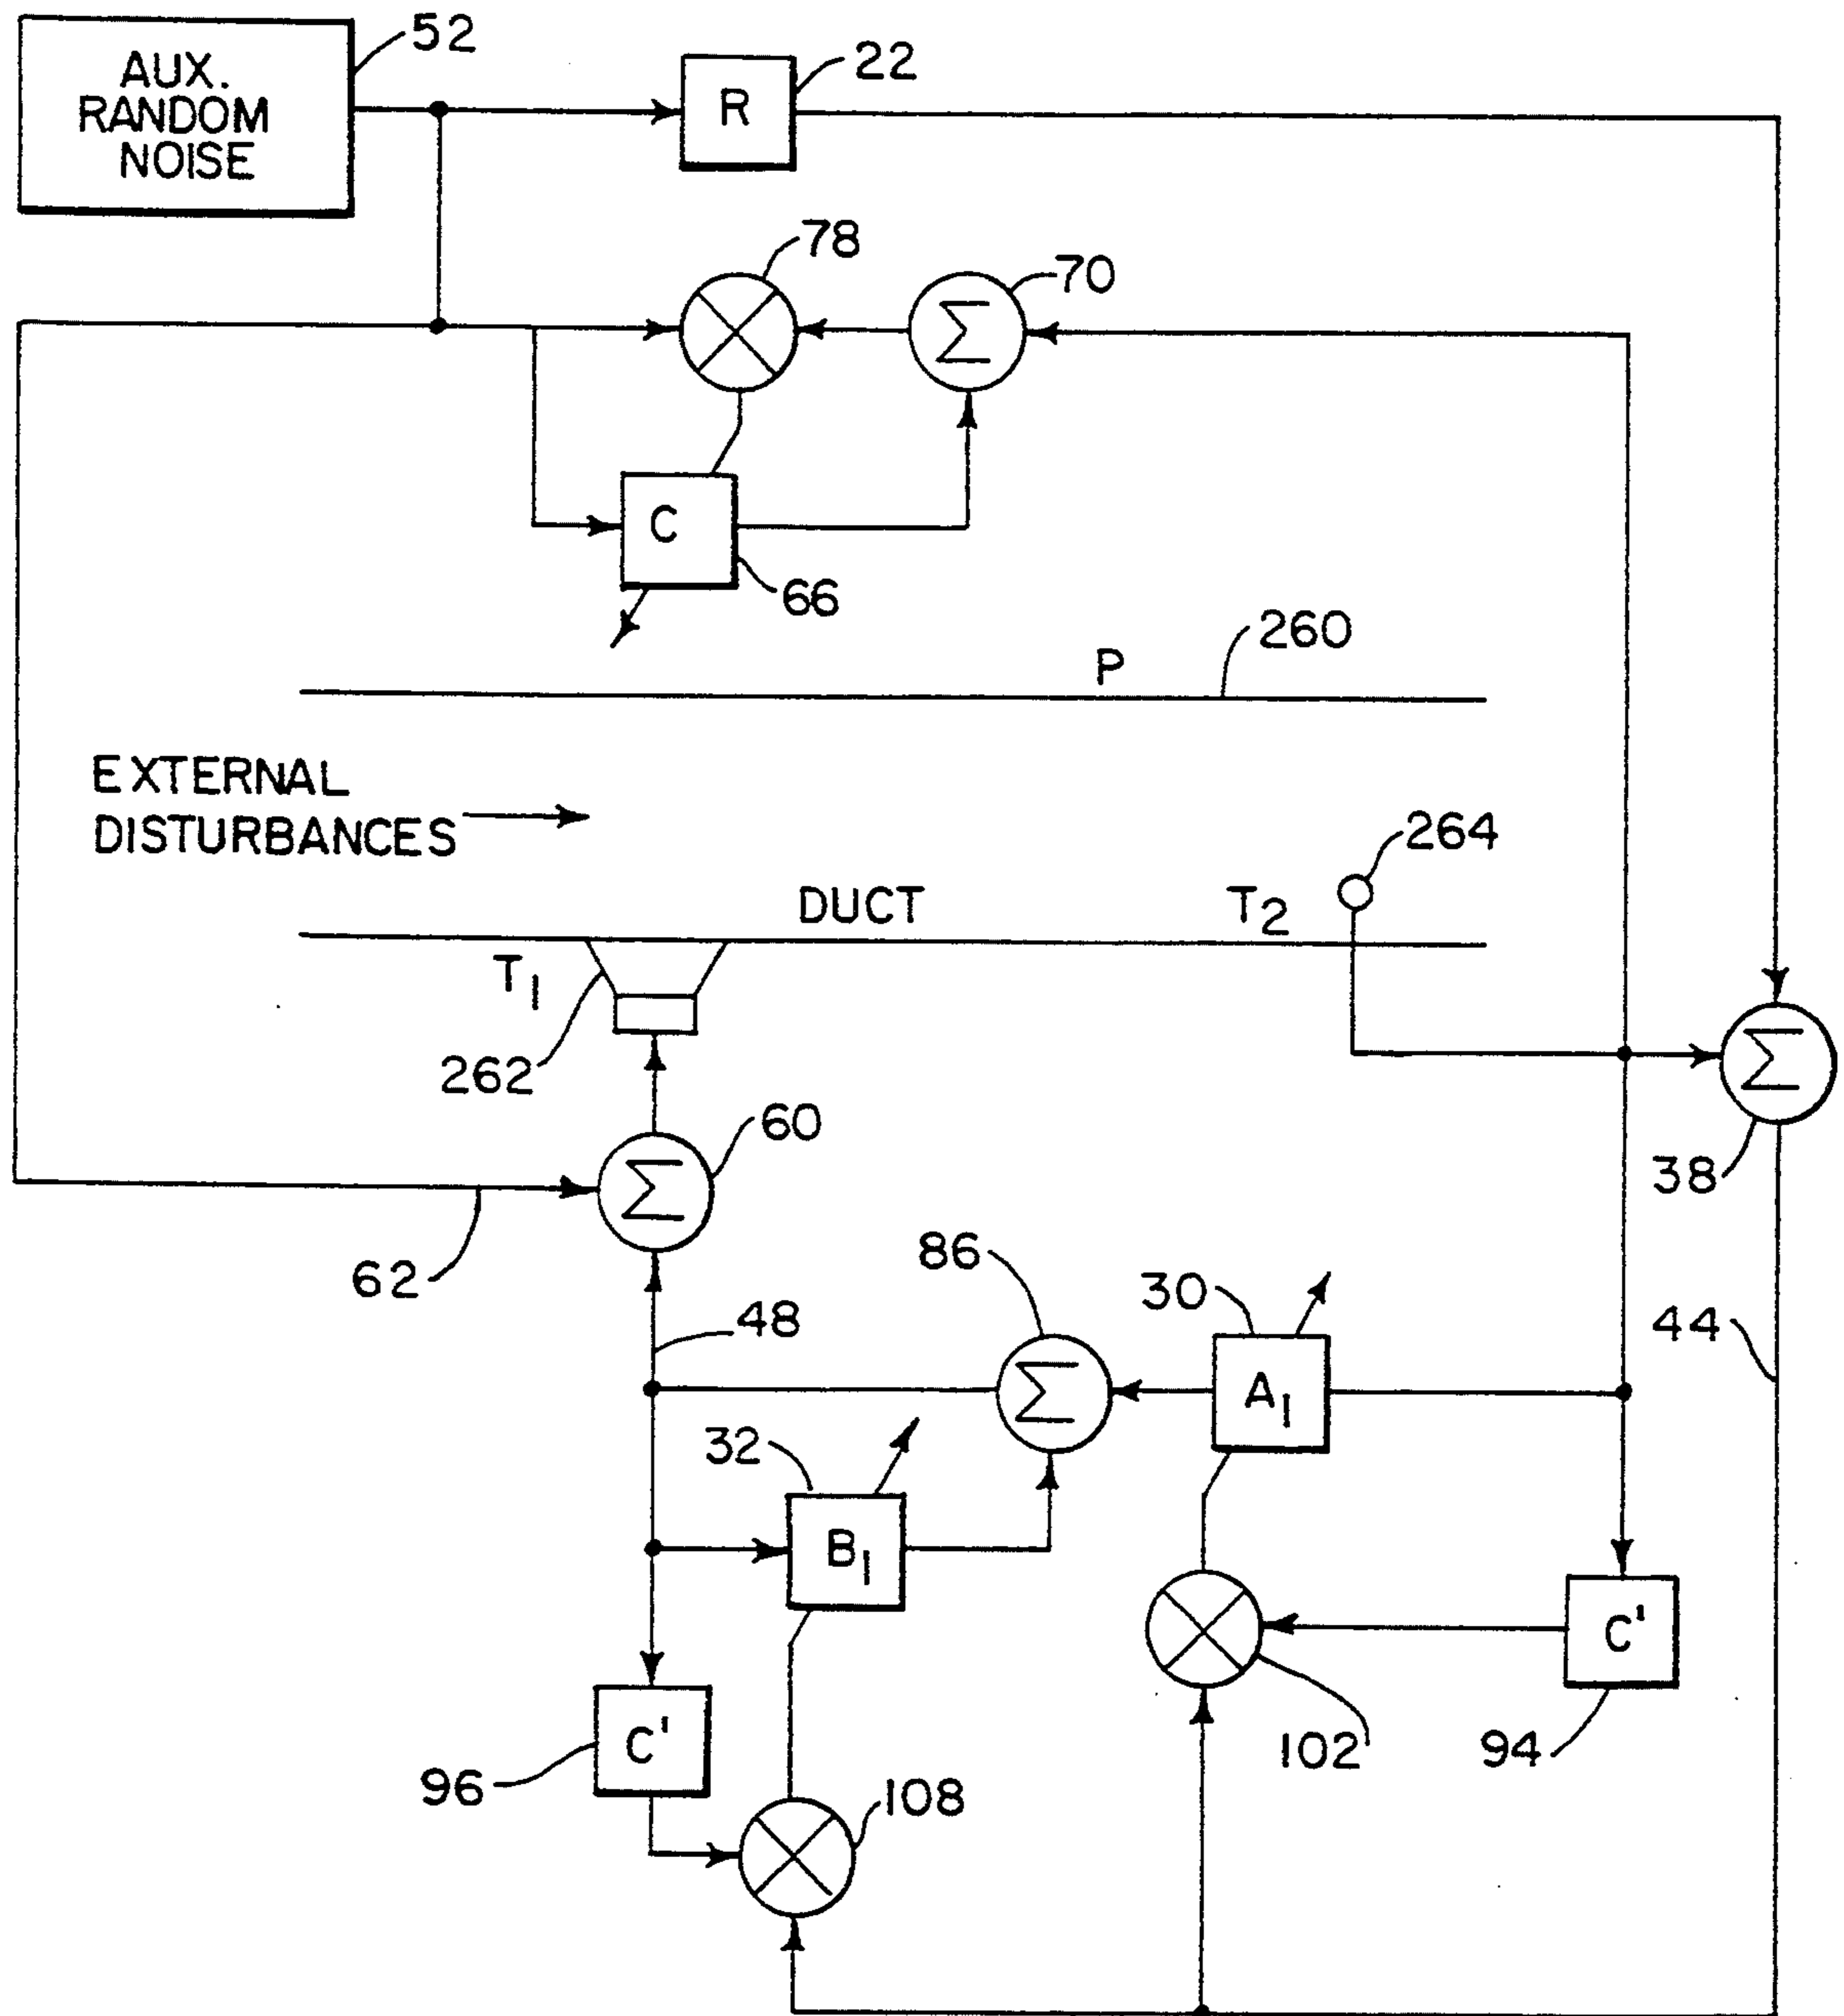 52
AUX.
RANDOM
NOISE
22
R
78
70
Σ
C
66
260
P
EXTERNAL
DISTURBANCES
264
DUCT
T2
T1
262
Σ
38
60
Σ
62
86
30
48
44
Σ
A1
32
B1
C'
C'
102
94
96
108